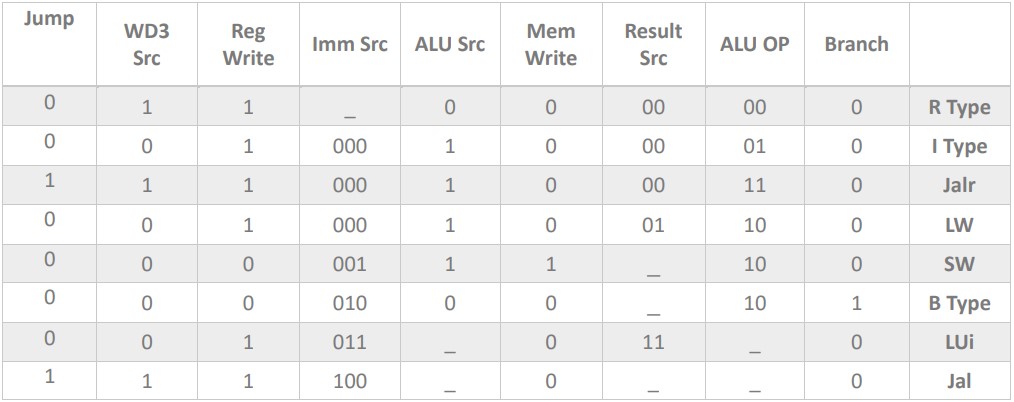 Jump WD3 Src Reg Write Imm Src ALU Src Mem Write Result Src ALU OP Branch
0 1 1 _ 0 0 00 00 0 R Type
0 0 1 000 1 0 00 01 0 I Type
1 1 1 000 1 0 00 11 0 Jalr
0 0 1 000 1 0 01 10 0 LW
0 0 0 001 1 1 _ 10 0 SW
0 0 0 010 0 0 _ 10 1 B Type
0 0 1 011 _ 0 11 _ 0 LUi
1 1 1 100 _ 0 _ _ 0 Jal